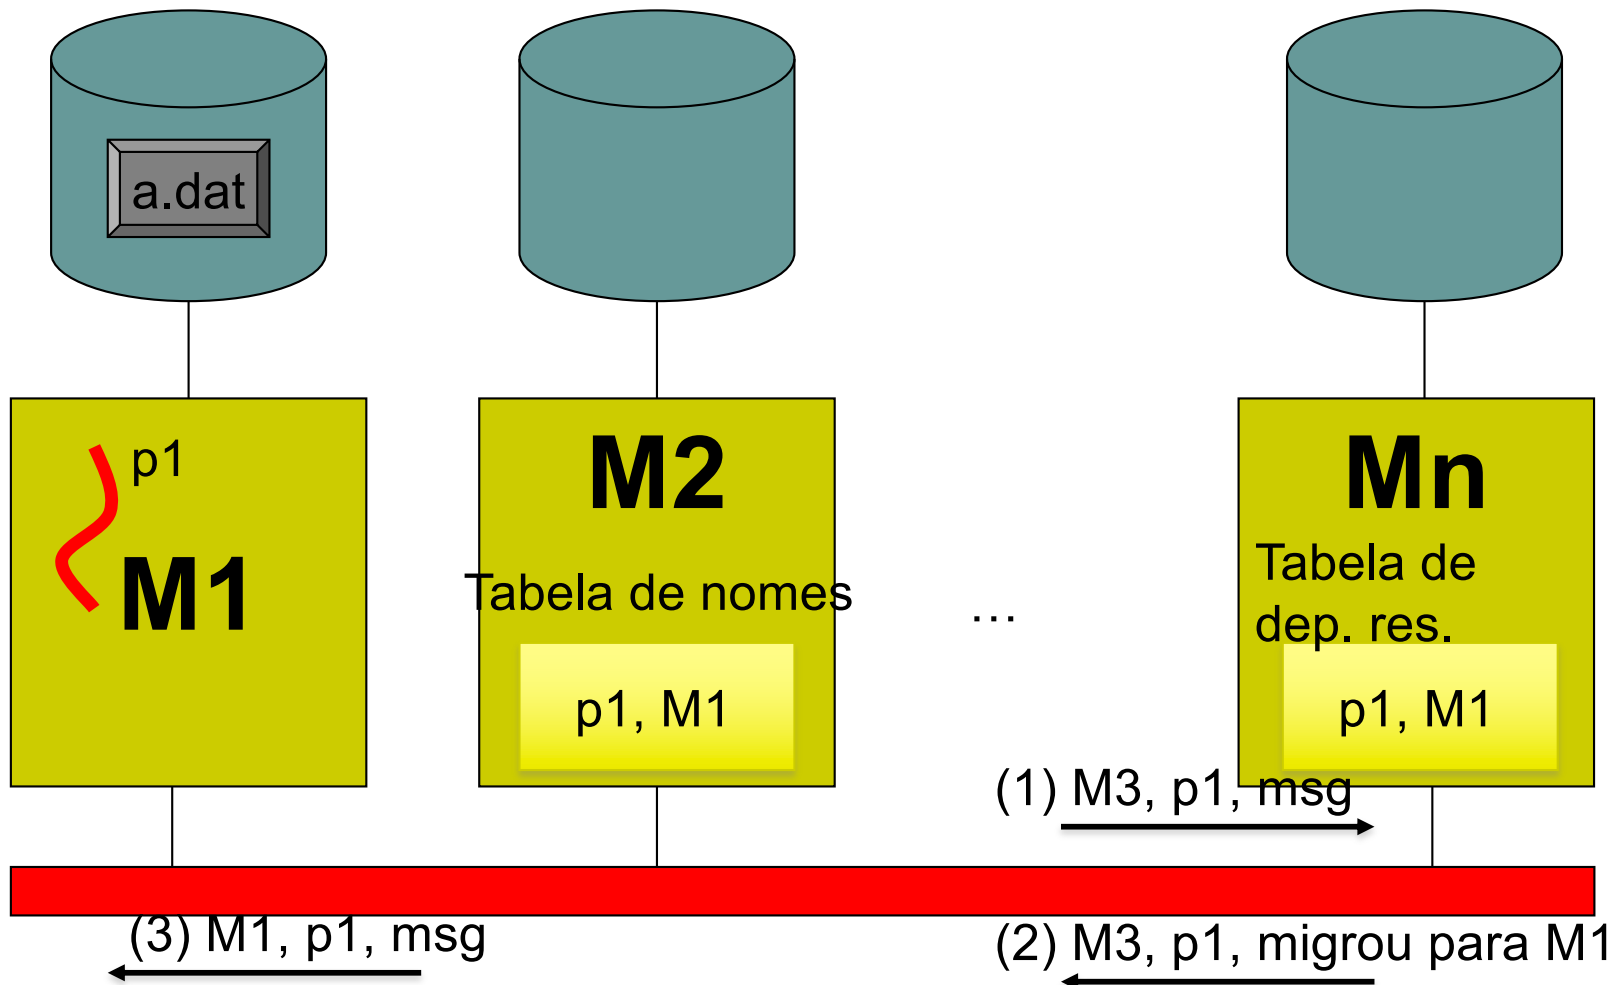 a.dat
p1
M1
M2
Tabela de nomes
p1, M1
…
Mn
Tabela de
dep. res.
p1, M1
(1) M3, p1, msg
(3) M1, p1, msg
(2) M3, p1, migrou para M1